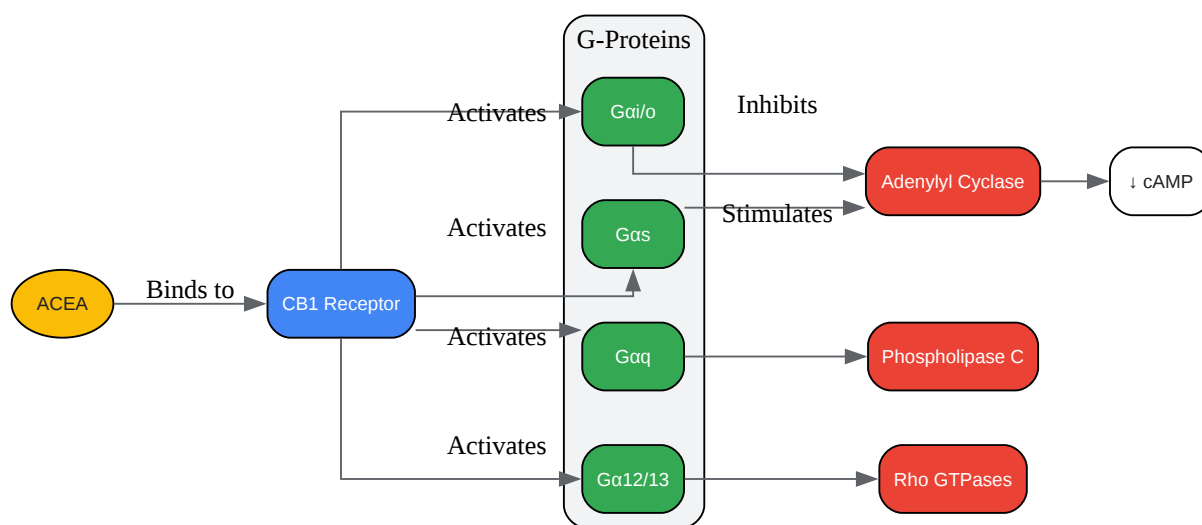 G-Proteins
Activates
Gαi/o
Inhibits
Adenylyl Cyclase
↓ cAMP
Activates
Gαs
Stimulates
ACEA
Binds to
CB1 Receptor
Activates
Gαq
Phospholipase C
Activates
Gα12/13
Rho GTPases